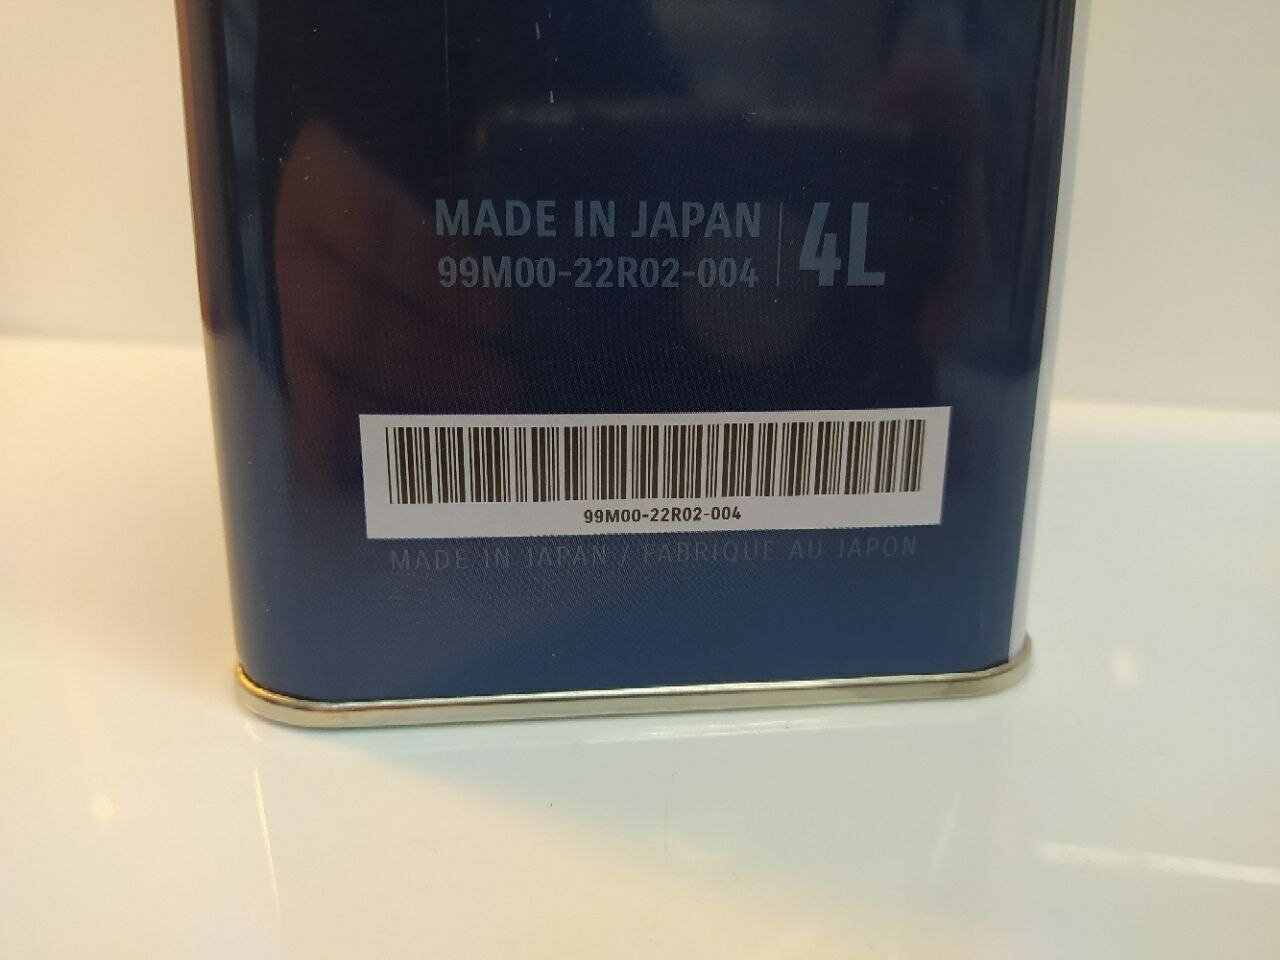 MADE IN JAPAN
99M00-22R02-004
4L
99M00-22R02-004
MADE IN JAPAN / FABRIQUE AU JAPON